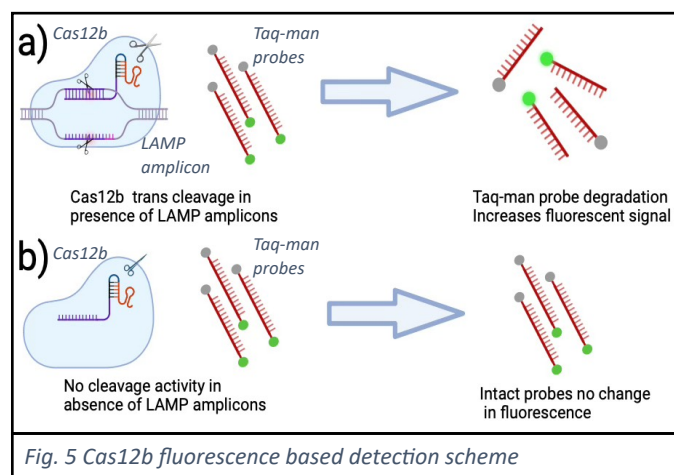 a)
Cas12b
Taq-man
probes
LAMP
amplicon
Cas12b  trans cleavage in
presence of LAMP amplicons
Taq-man probe degradation
Increases fluorescent signal
b)
Cas12b
Taq-man
probes
No cleavage activity in
absence of LAMP amplicons
Intact probes no change
in fluorescence
Fig. 5 Cas12b fluorescence based detection scheme